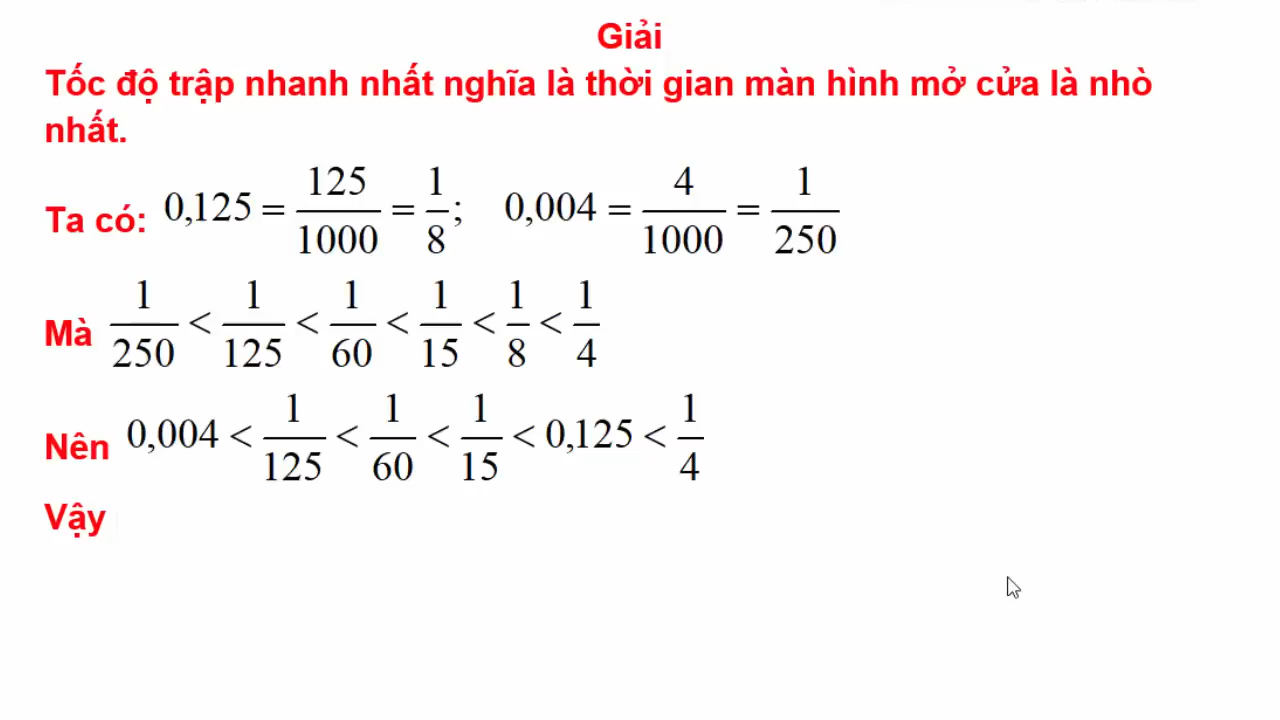 Giải
Tốc độ trập nhanh nhất nghĩa là thời gian màn hình mở cửa là nhò
nhất.
Ta có: 0,125 = 125/1000 = 1/8; 0,004 = 4/1000 = 1/250
Mà 1/250 < 1/125 < 1/60 < 1/15 < 1/8 < 1/4
Nên 0,004 < 1/125 < 1/60 < 1/15 < 0,125 < 1/4
Vậy